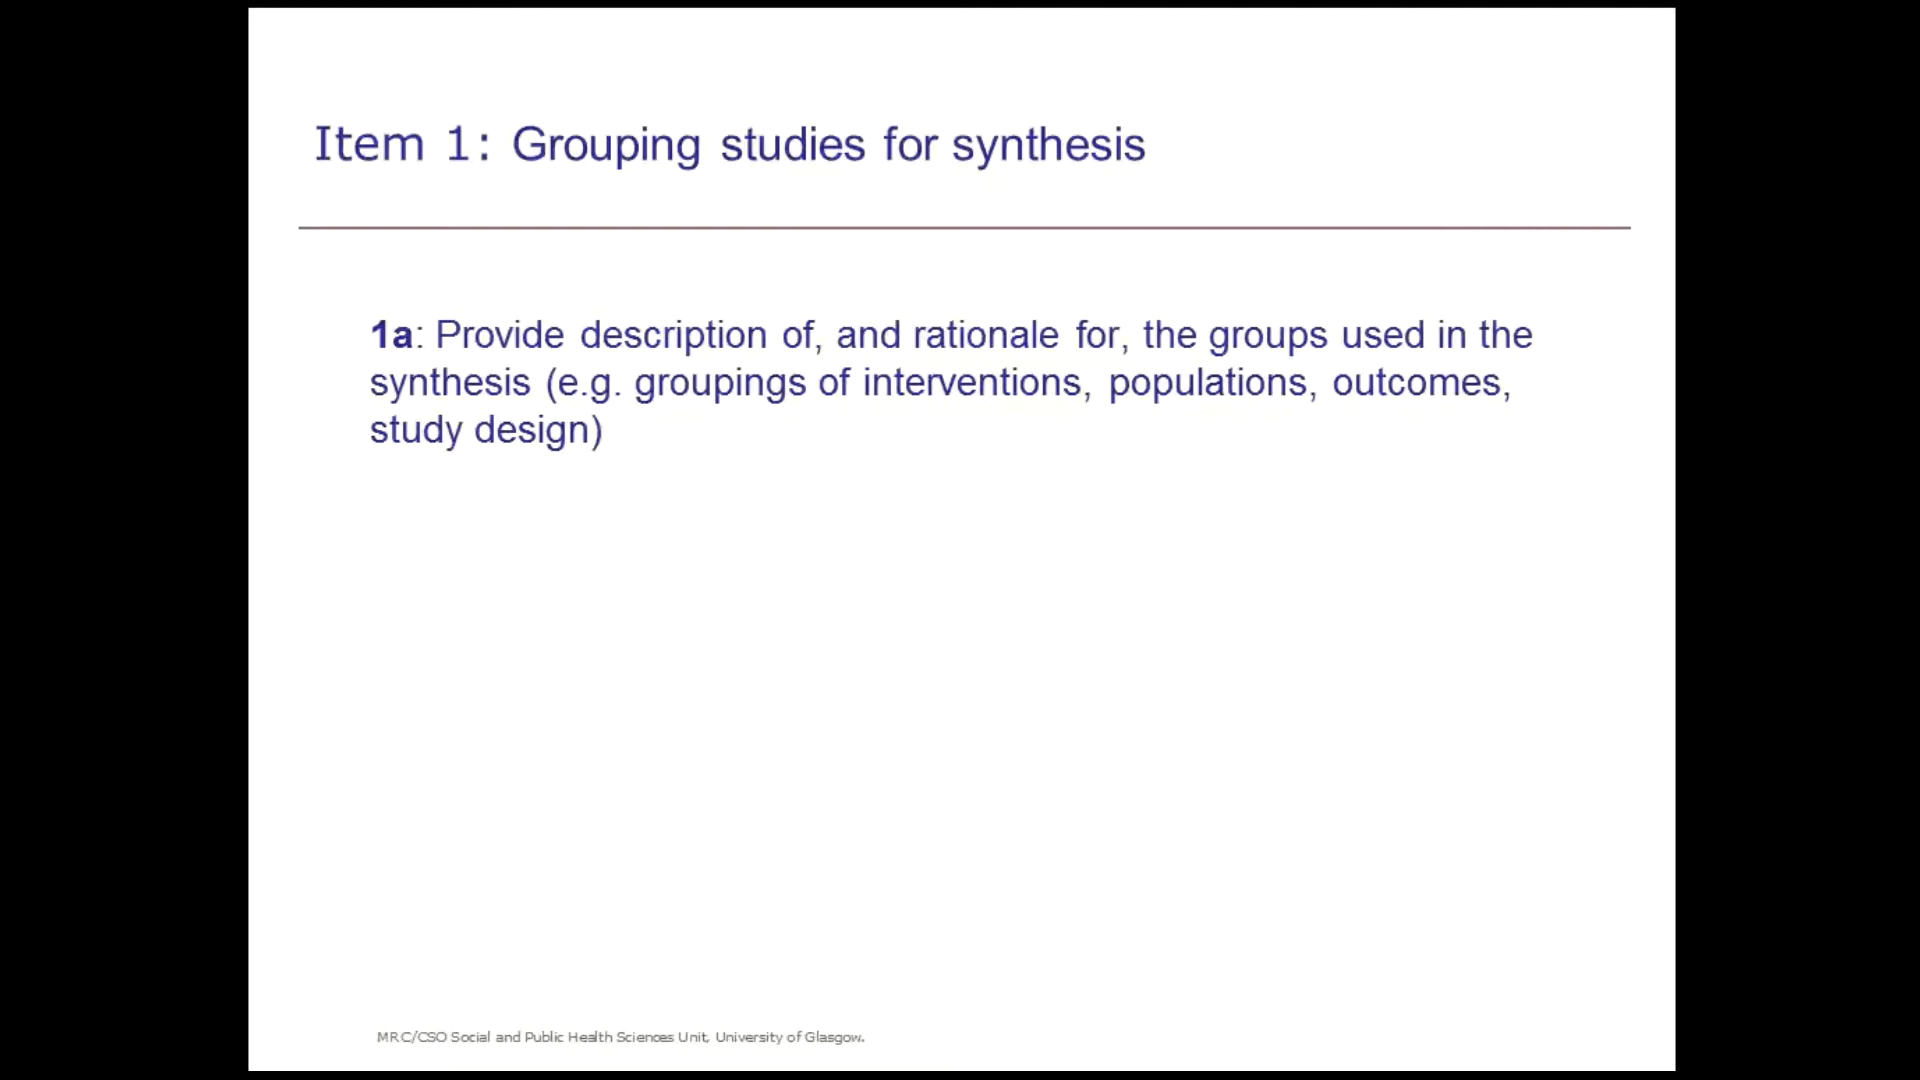 Item 1: Grouping studies for synthesis
1a: Provide description of, and rationale for, the groups used in the
synthesis (e.g. groupings of interventions, populations, outcomes,
study design)
MRC/CSO Social and Public Health Sciences Unit, University of Glasgow.